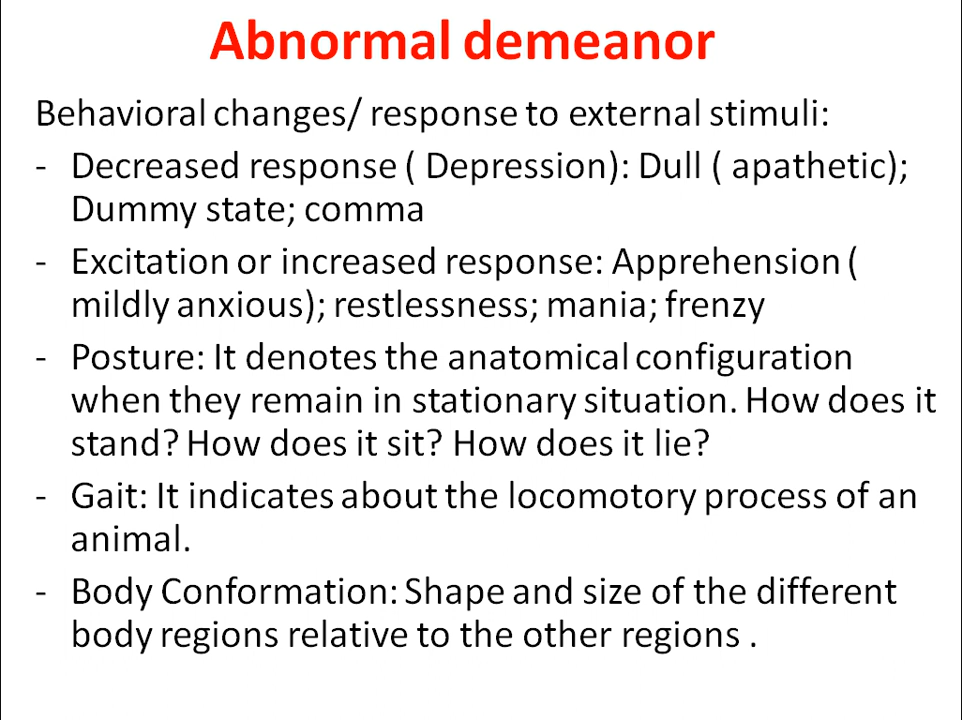 Abnormal demeanor
Behavioral changes/ response to external stimuli:
- Decreased response ( Depression): Dull ( apathetic);
Dummy state; comma
- Excitation or increased response: Apprehension (
mildly anxious); restlessness; mania; frenzy
- Posture: It denotes the anatomical configuration
when they remain in stationary situation. How does it
stand? How does it sit? How does it lie?
- Gait: It indicates about the locomotory process of an
animal.
- Body Conformation: Shape and size of the different
body regions relative to the other regions .